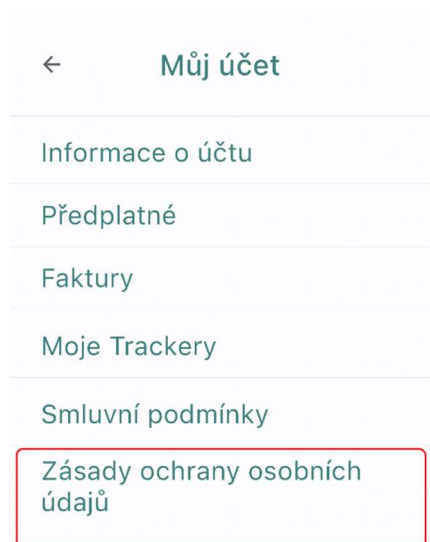 Můj účet
Informace o účtu
Předplatné
Faktury
Moje Trackery
Smluvní podmínky
Zásady ochrany osobních
údajů